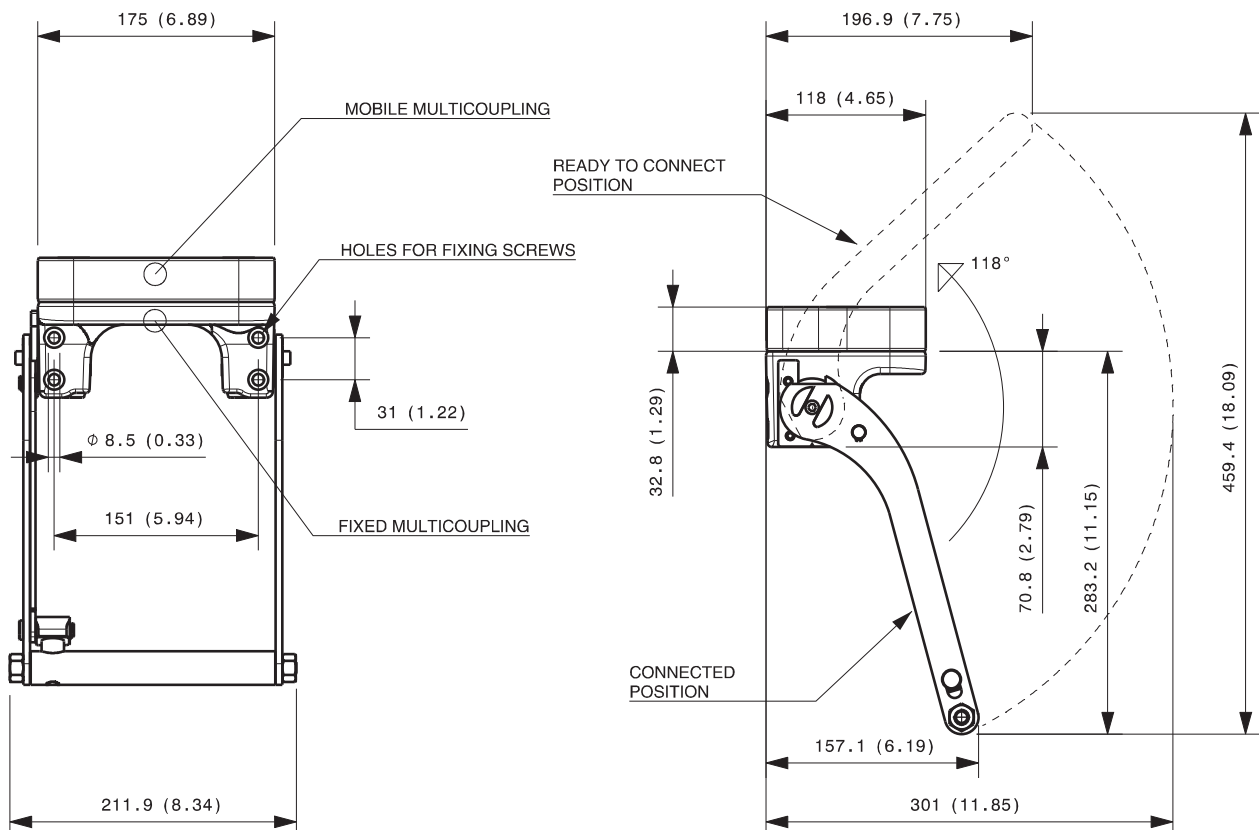 175 (6.89)
MOBILE MULTICOUPLING
HOLES FOR FIXING SCREWS
31 (1.22)
ϕ 8.5 (0.33)
151 (5.94)
FIXED MULTICOUPLING
211.9 (8.34)
196.9 (7.75)
118 (4.65)
READY TO CONNECT
POSITION
118°
32.8 (1.29)
70.8 (2.79)
283.2 (11.15)
459.4 (18.09)
CONNECTED
POSITION
157.1 (6.19)
301 (11.85)